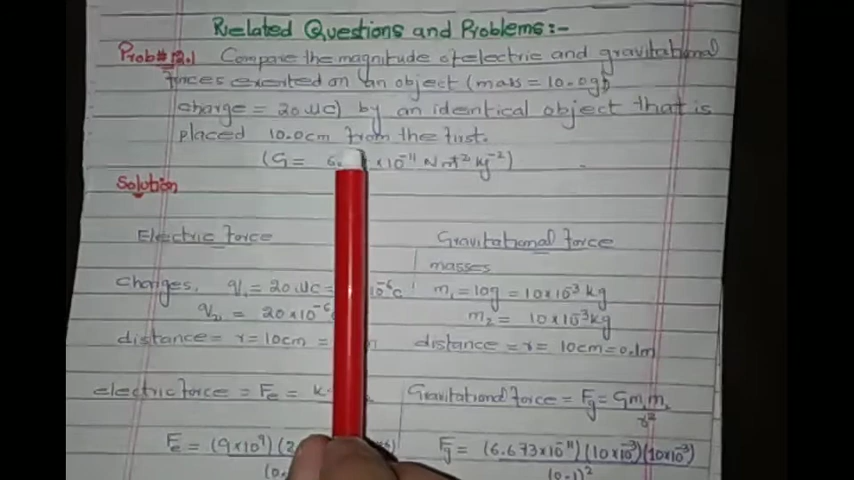 Related Questions and Problems:-
Prob# 12.1 Compare the magnitude of electric and gravitational
forces exerted on an object (mass = 10.0g,
charge = 20 uc) by an identical object that is
placed 10.0cm from the first.
(G = 6. ×10⁻¹¹ Nm² kg⁻²)
Solution
Electric Force
Charges, q₁ = 20 uc = 10⁻⁶c
q₂ = 20×10⁻⁶
distance = r = 10cm =
electric force = Fe = k
Fe = (9×10⁹)(2
Gravitational force
masses
m₁ = 10g = 10×10⁻³ kg
m₂ = 10×10⁻³ kg
distance = r = 10cm = 0.1m
Gravitational force = Fg = Gm₁m₂
r²
Fg = (6.673×10⁻¹¹)(10×10⁻³)(10×10⁻³)
(0.1)²